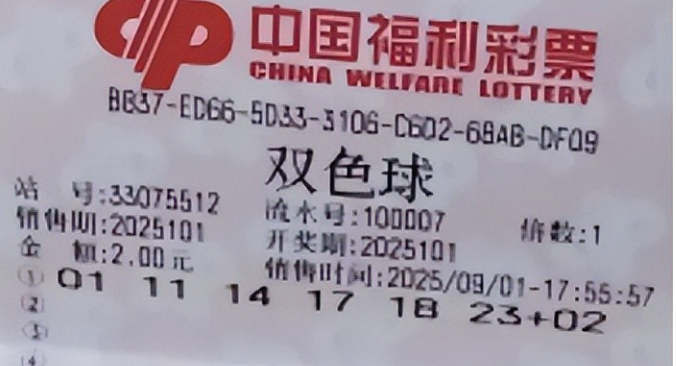 中国福利彩票
CHINA WELFARE LOTTERY
BB37-ED66-5D33-3106-C602-68AB-DF09
双色球
站 号:33075512 流水号:100007 倍数:1
销售期:2025101 开奖期:2025101
金 额:2.00元 销售时间:2025/09/01-17:55:57
① 01 11 14 17 18 23+02
②
③
④